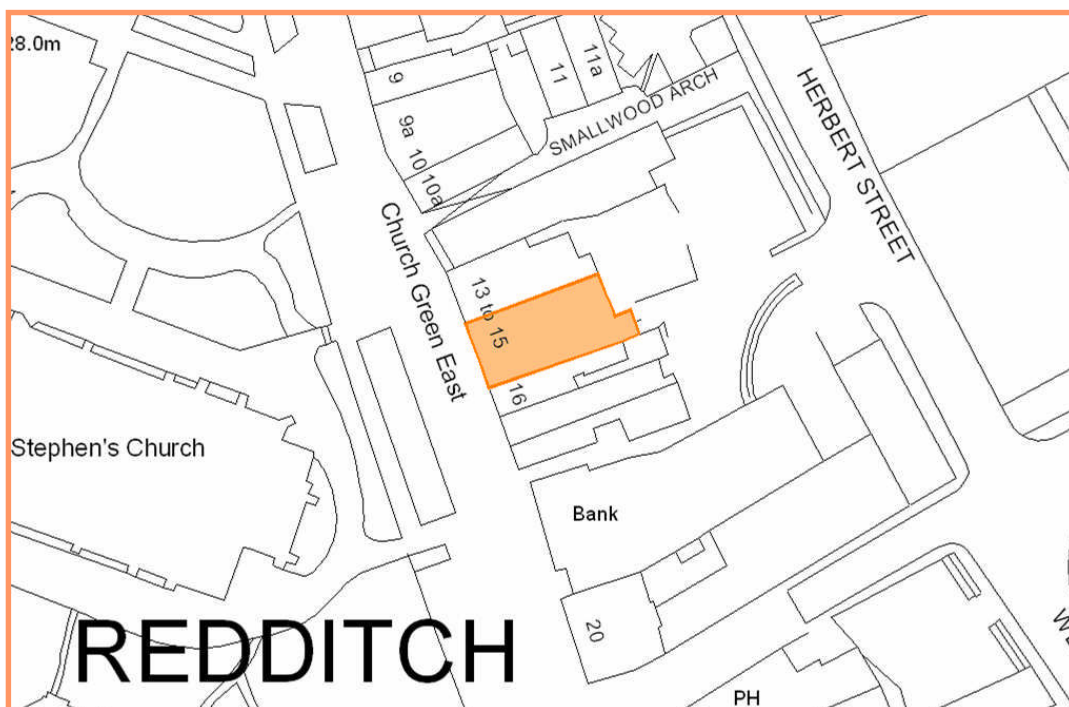 28.0m
9
9a
10
10a
11
11a
SMALLWOOD ARCH
HERBERT STREET
Church Green East
13 to 15
16
Stephen's Church
Bank
20
REDDITCH
PH